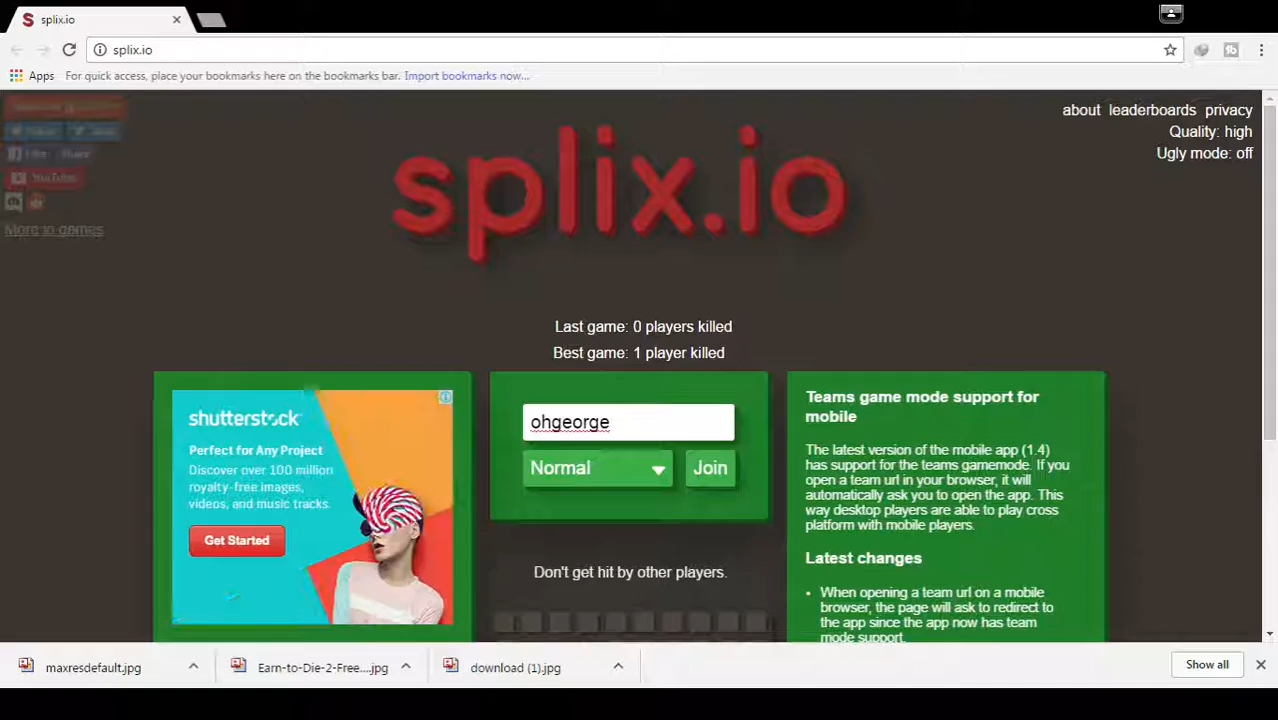 splix.io
splix.io
Apps For quick access, place your bookmarks here on the bookmarks bar. Import bookmarks now...
about leaderboards privacy
Quality: high
Ugly mode: off
Share
YouTube
More io games
splix.io
Last game: 0 players killed
Best game: 1 player killed
shutterstock
Perfect for Any Project
Discover over 100 million
royalty-free images,
videos, and music tracks.
Get Started
ohgeorge
Normal
Join
Don't get hit by other players.
Teams game mode support for
mobile
The latest version of the mobile app (1.4)
has support for the teams gamemode. If you
open a team url in your browser, it will
automatically ask you to open the app. This
way desktop players are able to play cross
platform with mobile players.
Latest changes
• When opening a team url on a mobile
browser, the page will ask to redirect to
the app since the app now has team
mode support.
maxresdefault.jpg
Earn-to-Die-2-Free....jpg
download (1).jpg
Show all